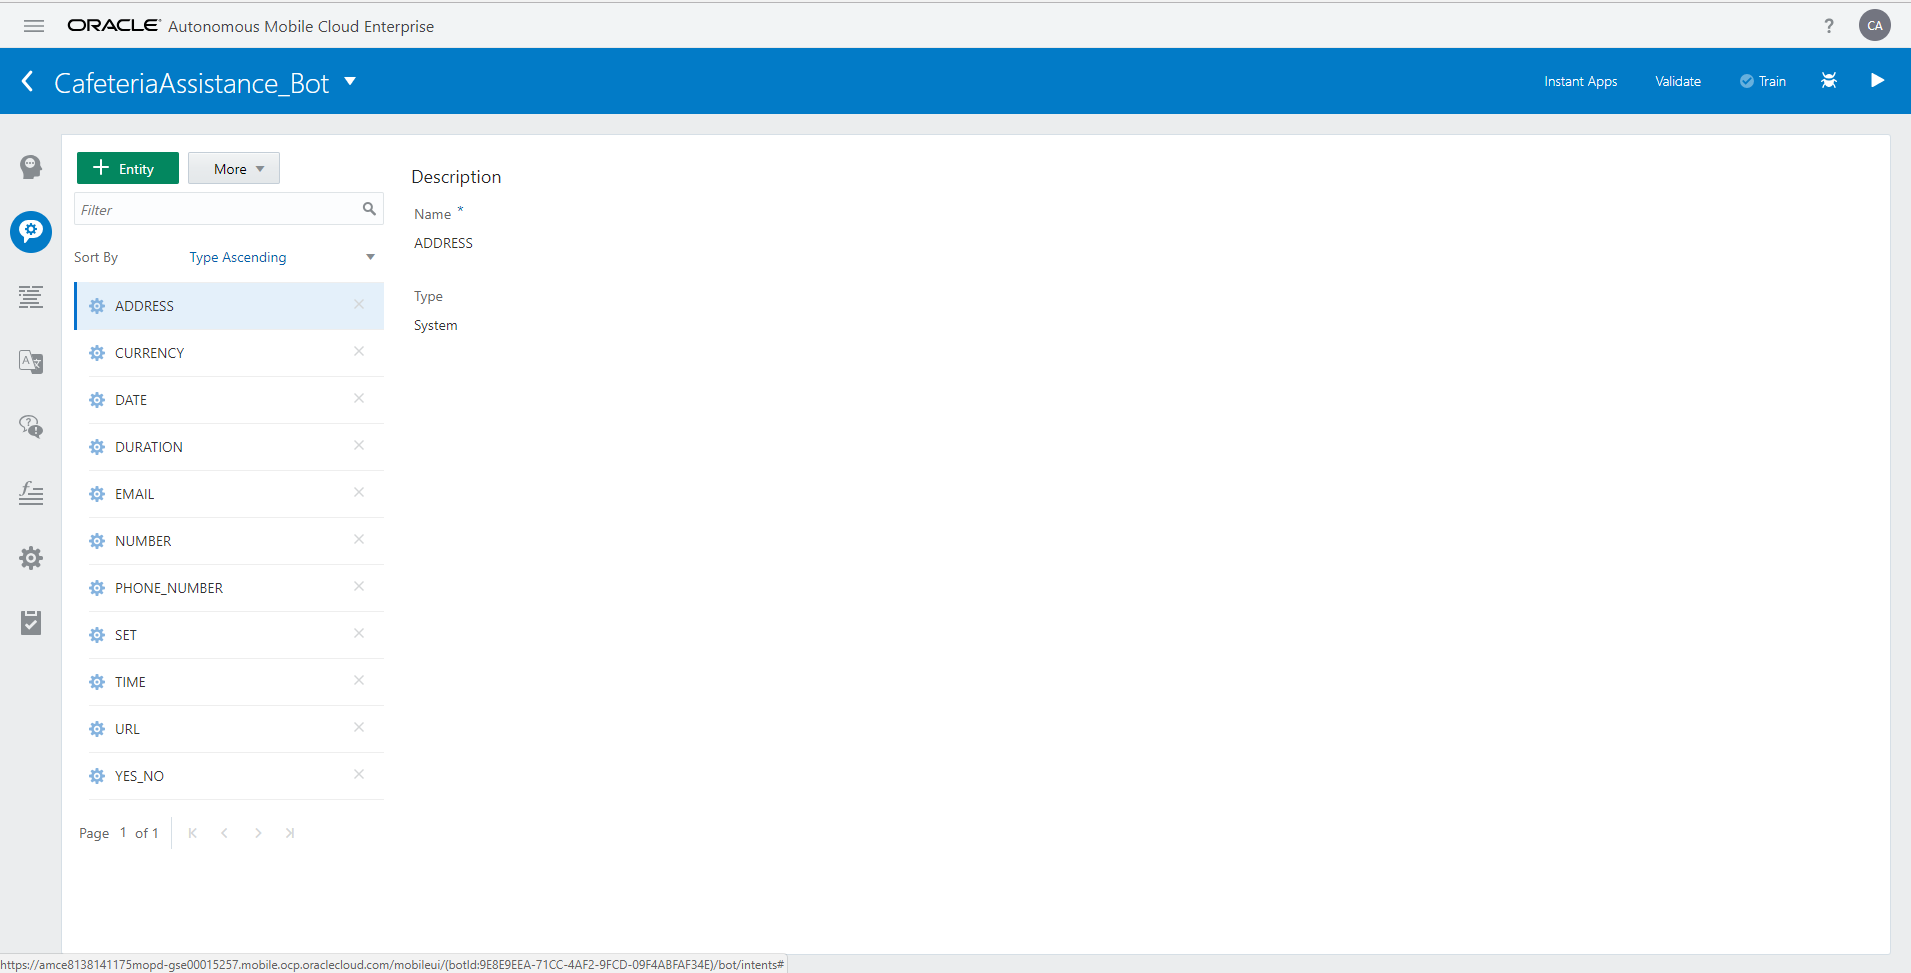 ORACLE Autonomous Mobile Cloud Enterprise ? CA
CafeteriaAssistance_Bot Instant Apps Validate Train
Entity More
Filter
Sort By Type Ascending
ADDRESS
CURRENCY
DATE
DURATION
EMAIL
NUMBER
PHONE_NUMBER
SET
TIME
URL
YES_NO
Page 1 of 1
Description
Name *
ADDRESS
Type
System
https://amce8138141175mopd-gse00015257.mobile.ocp.oraclecloud.com/mobileui/(botId:9E8E9EEA-71CC-4AF2-9FCD-09F4ABFAF34E)/bot/intents#